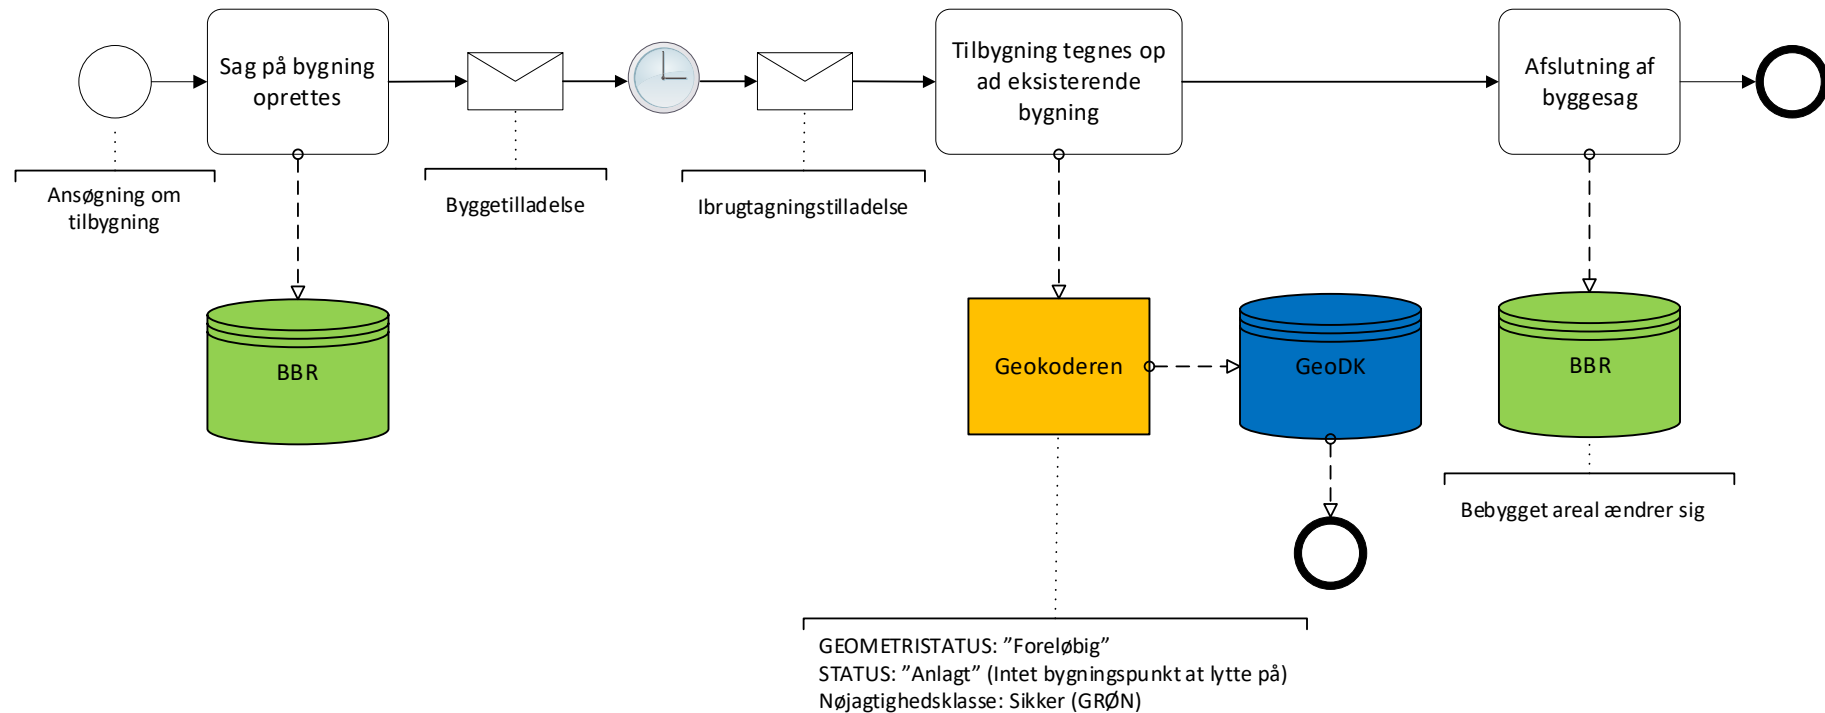 Sag på bygning
oprettes
Tilbygning tegnes op
ad eksisterende
bygning
Afslutning af
byggesag
Ansøgning om
tilbygning
Byggetilladelse
Ibrugtagningstilladelse
BBR
Geokoderen
GeoDK
BBR
Bebygget areal ændrer sig
GEOMETRISTATUS: ”Foreløbig”
STATUS: ”Anlagt” (Intet bygningspunkt at lytte på)
Nøjagtighedsklasse: Sikker (GRØN)